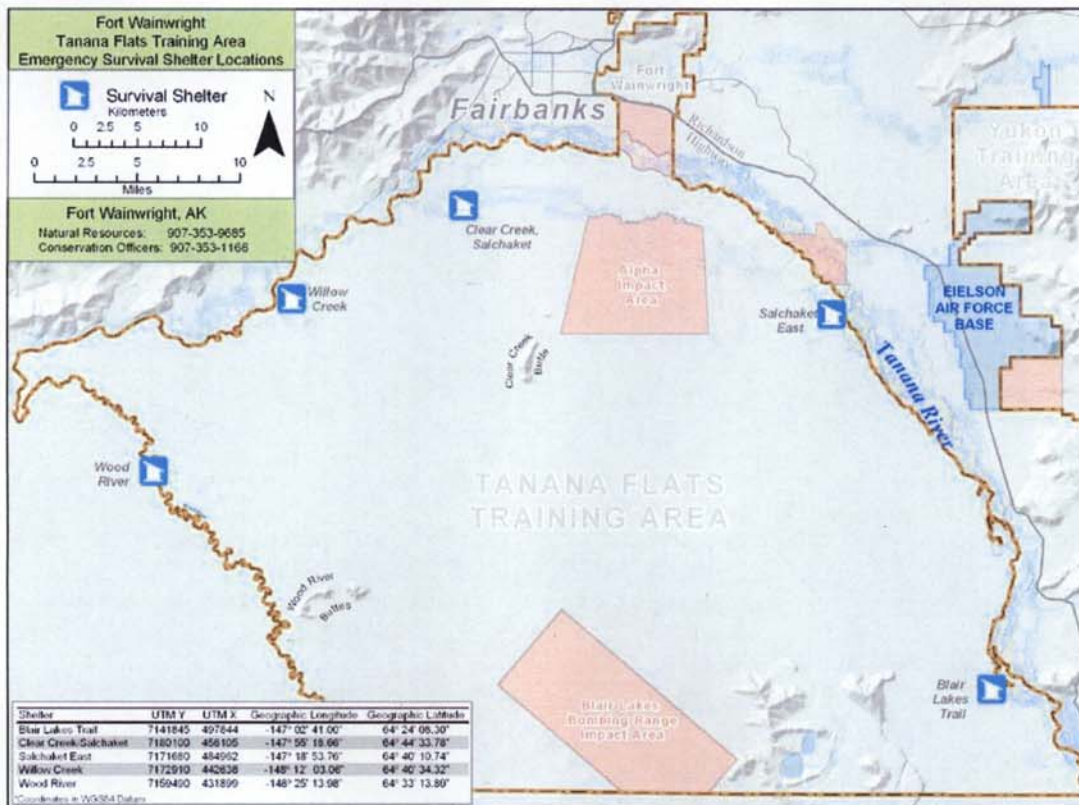 Fort Wainwright
Tanana Flats Training Area
Emergency Survival Shelter Locations
Survival Shelter
Kilometers
0 2.5 5 10
0 5 10
Miles
N
Fort Wainwright, AK
Natural Resources: 907-353-9685
Conservation Officers: 907-353-1166
Fort
Wainwright
Fairbanks
Richardson
Highway
Yukon
Training
Area
Clear Creek,
Salchaket
Alpha
Impact
Area
Willow
Creek
Salchaket
East
EIELSON
AIR FORCE
BASE
Clear Creek
Butte
Tanana River
Wood
River
TANANA FLATS
TRAINING AREA
Wood River
Buttes
Blair Lakes
Bombing Range
Impact Area
Blair
Lakes
Trail
Shelter UTM Y UTM X Geographic Longitude Geographic Latitude
Blair Lakes Trail 7141845 497844 -147° 02' 41.00" 64° 24' 06.30"
Clear Creek/Salchaket 7180100 456105 -147° 55' 18.66" 64° 44' 33.78"
Salchaket East 7171680 484962 -147° 18' 53.76" 64° 40' 10.74"
Willow Creek 7172910 442638 -148° 12' 03.06" 64° 40' 34.32"
Wood River 7159490 431899 -148° 25' 13.98" 64° 33' 13.86"
*Coordinates in WGS84 Datum